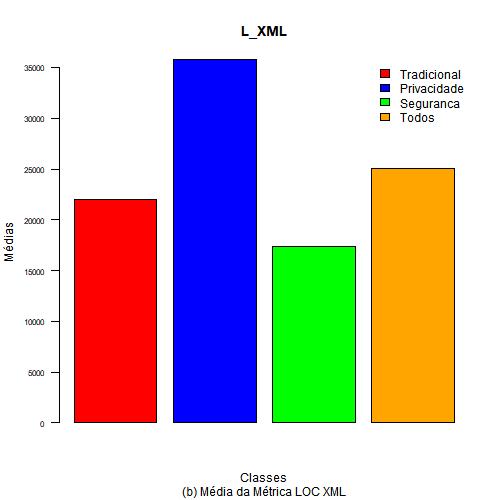 L_XML
Tradicional
Privacidade
Seguranca
Todos
35000
30000
25000
20000
15000
10000
5000
0
Médias
Classes
(b) Média da Métrica LOC XML